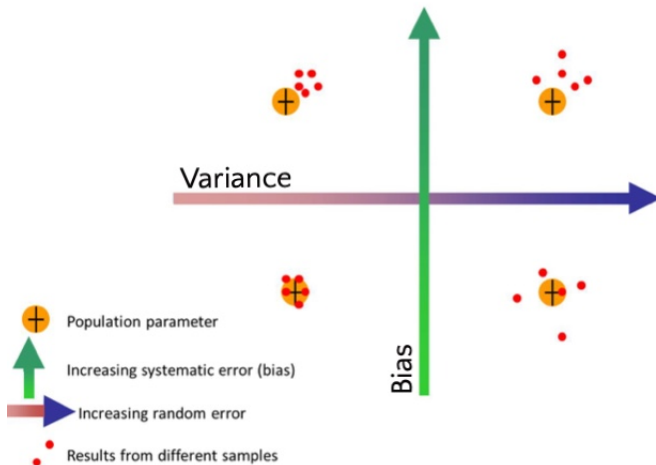 Variance
Bias
Population parameter
Increasing systematic error (bias)
Increasing random error
Results from different samples